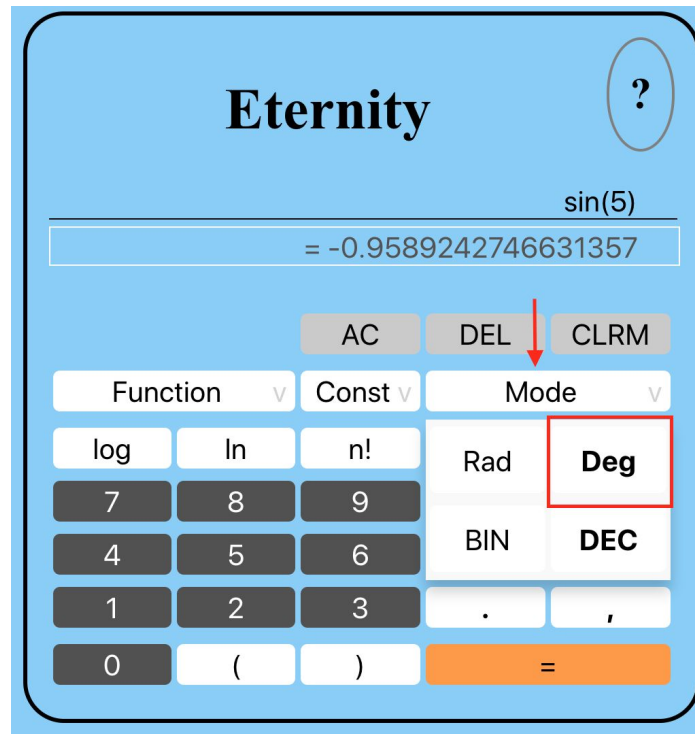 Eternity
?
sin(5)
= -0.9589242746631357
AC DEL CLRM
Function v Const v Mode v
log ln n! Rad Deg
7 8 9
4 5 6 BIN DEC
1 2 3 . ,
0 ( ) =